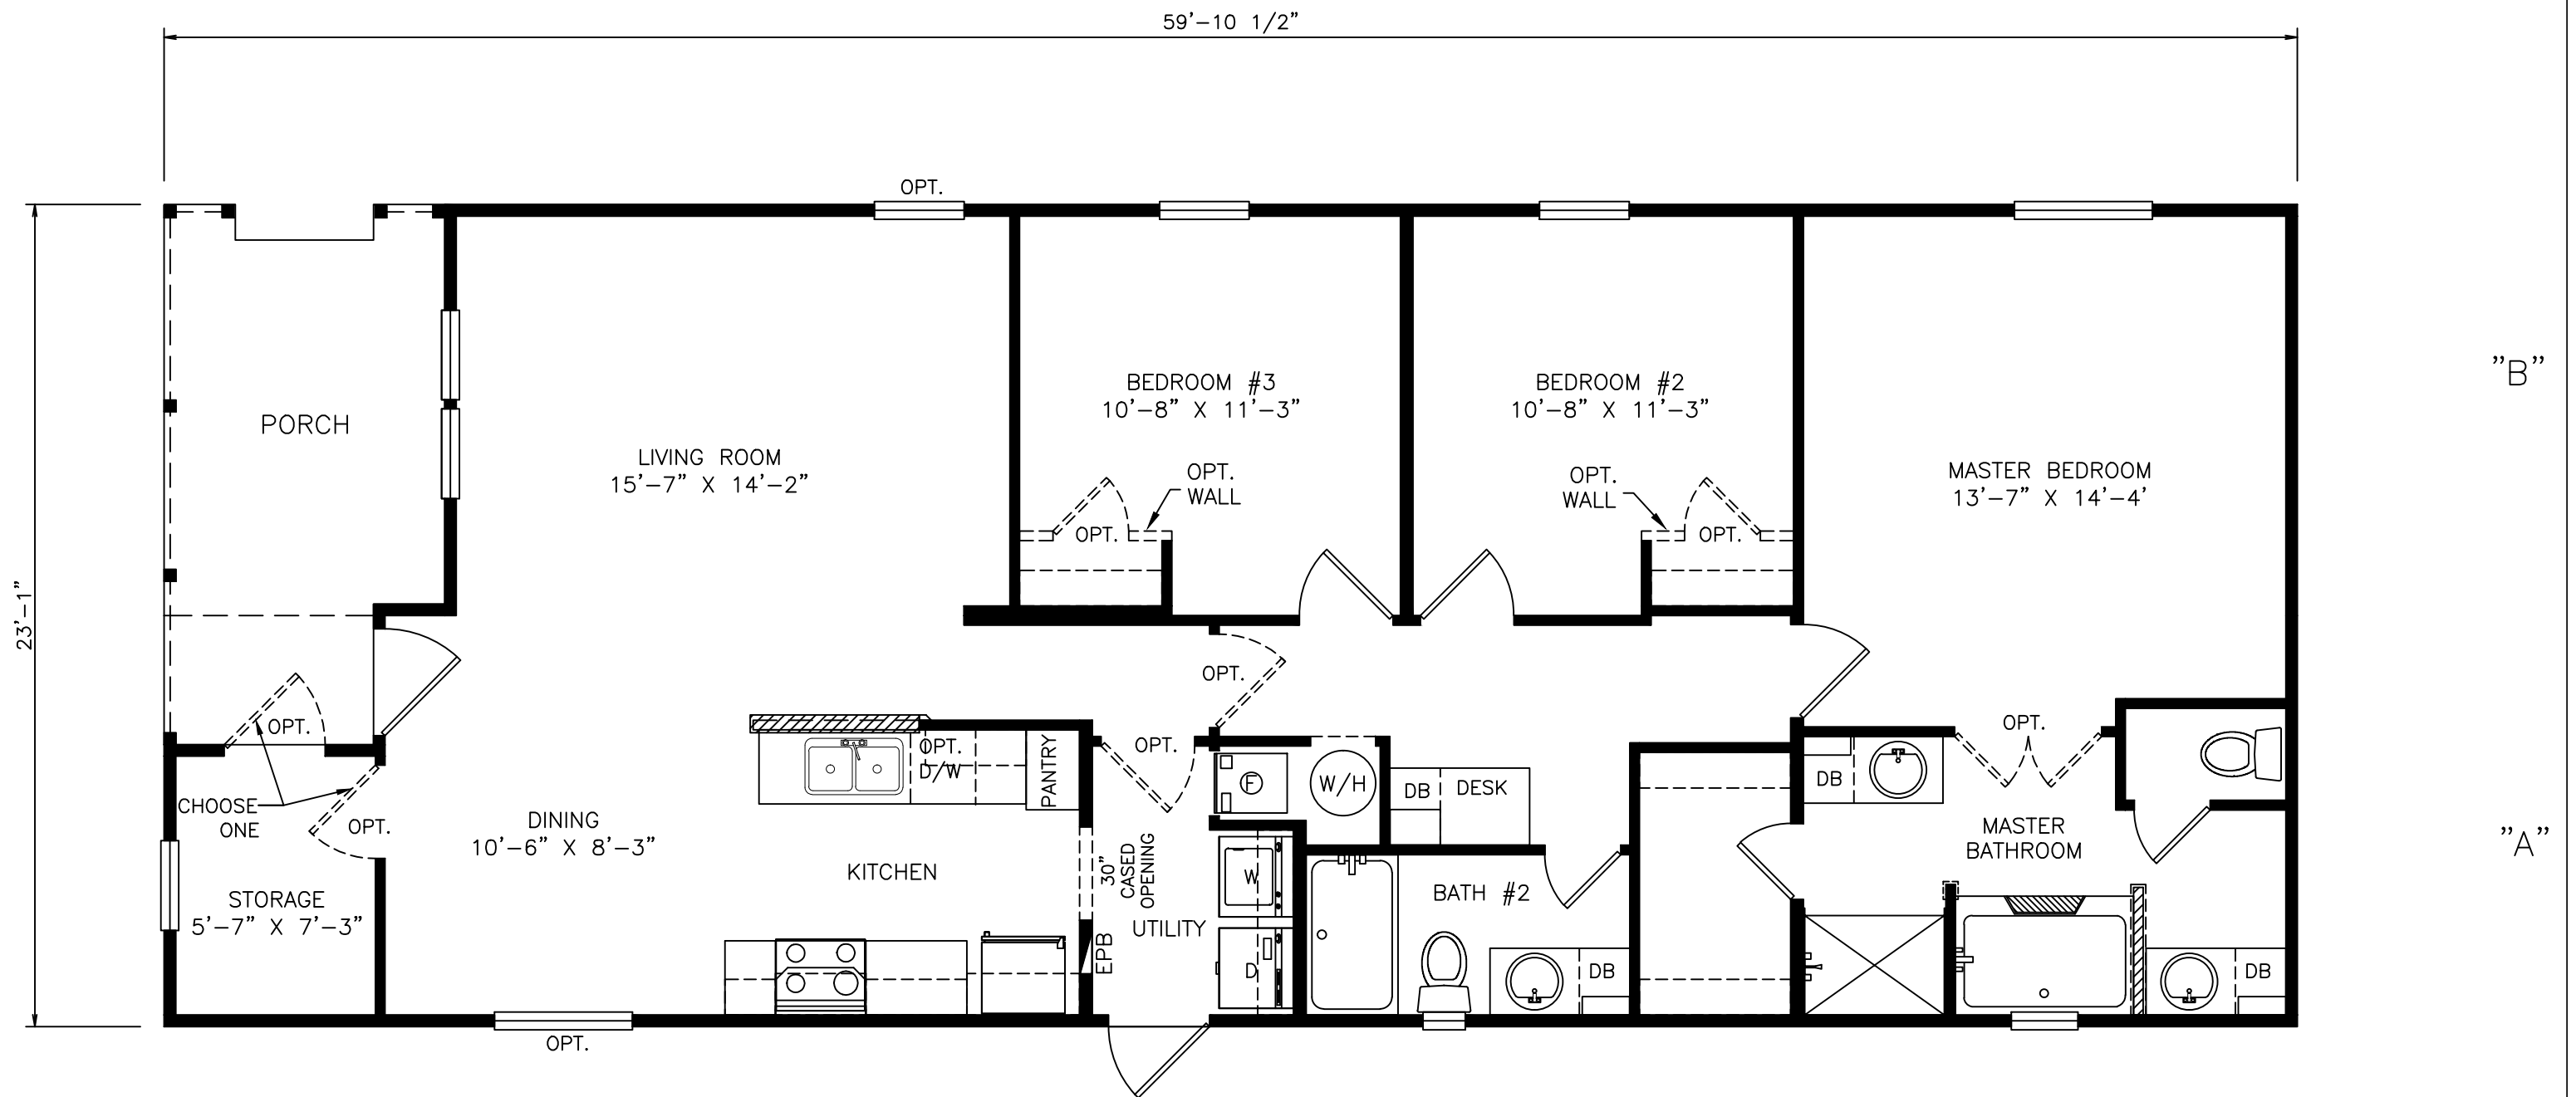 59'-10 1/2"
OPT.
23'-1"
PORCH
LIVING ROOM
15'-7" X 14'-2"
BEDROOM #3
10'-8" X 11'-3"
OPT.
WALL
OPT.
BEDROOM #2
10'-8" X 11'-3"
OPT.
WALL
OPT.
MASTER BEDROOM
13'-7" X 14'-4'
"B"
OPT.
CHOOSE
ONE
OPT.
STORAGE
5'-7" X 7'-3"
DINING
10'-6" X 8'-3"
OPT.
OPT.
D/W
PANTRY
KITCHEN
OPT.
OPT.
30"
CASED
OPENING
UTILITY
EPB
F
W/H
W
D
DB
DESK
BATH #2
DB
OPT.
DB
MASTER
BATHROOM
DB
"A"